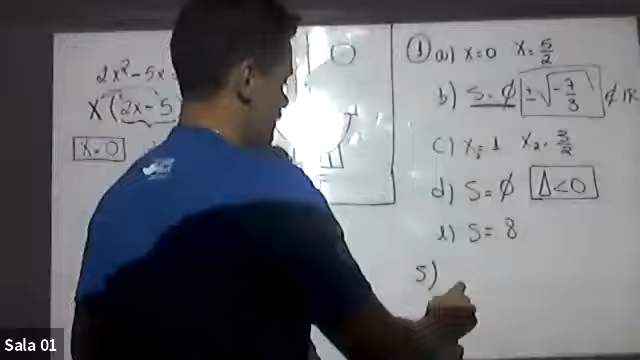 2x² - 5x =
x (2x - 5
x = 0
① a) x = 0 x = 5/2
b) S = ∅ ±√-7/3 ∉ IR
c) x₁ = 1 x₂ = 3/2
d) S = ∅ Δ < 0
e) S = 8
5)
Sala 01